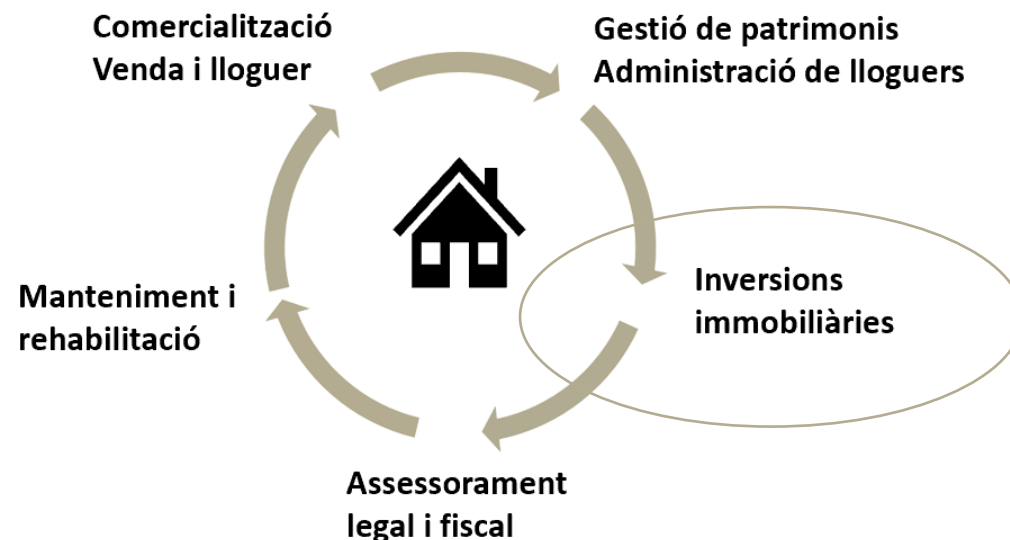 Comercialització
Venda i lloguer
Gestió de patrimonis
Administració de lloguers
Inversions
immobiliàries
Manteniment i
rehabilitació
Assessorament
legal i fiscal